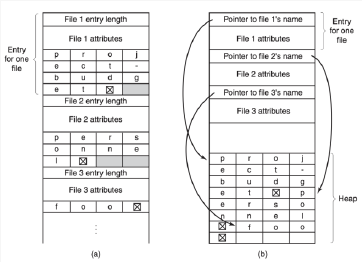 File 1 entry length
File 1 attributes
p r o j
e c t -
b u d g
e t ☒
File 2 entry length
File 2 attributes
p e r s
o n n e
l ☒
File 3 entry length
File 3 attributes
f o o ☒
⋮
Entry
for one
file
(a)
Pointer to file 1's name
File 1 attributes
Pointer to file 2's name
File 2 attributes
Pointer to file 3's name
File 3 attributes
p r o j
e c t -
b u d g
e t ☒ p
e r s o
n n e l
☒ f o o
☒
Entry
for one
file
Heap
(b)